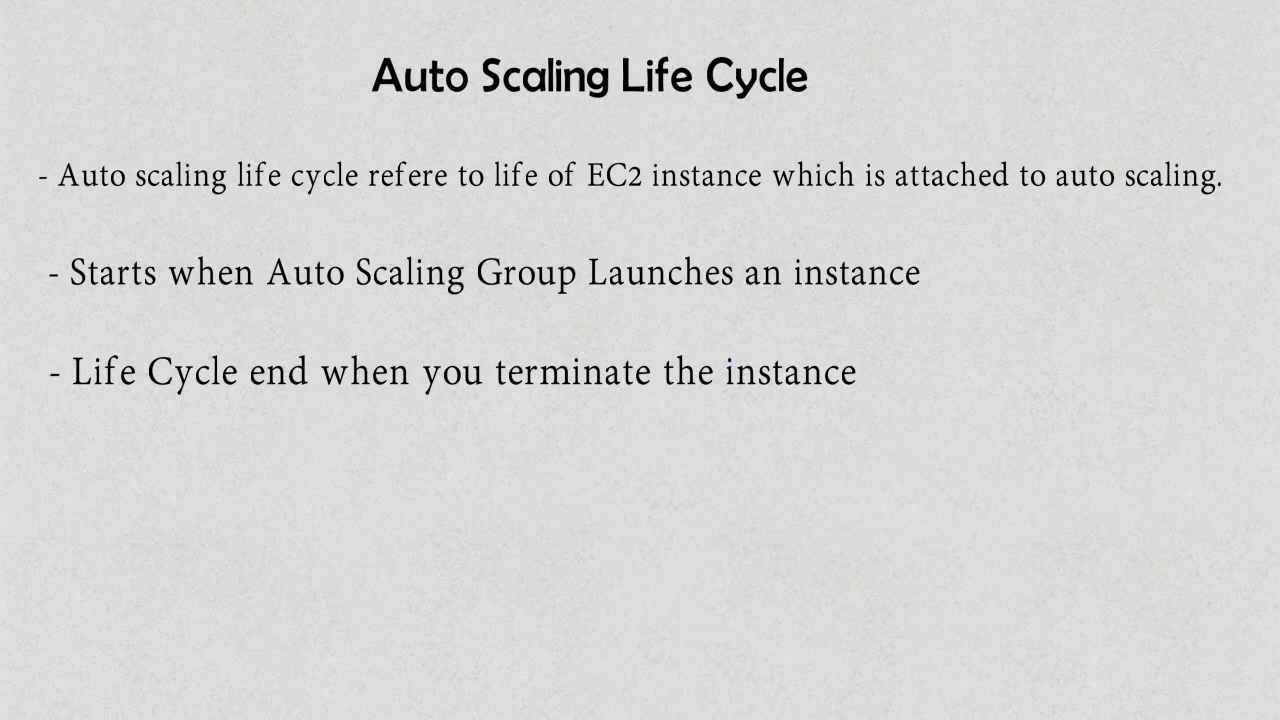 Auto Scaling Life Cycle
- Auto scaling life cycle refere to life of EC2 instance which is attached to auto scaling.
- Starts when Auto Scaling Group Launches an instance
- Life Cycle end when you terminate the instance